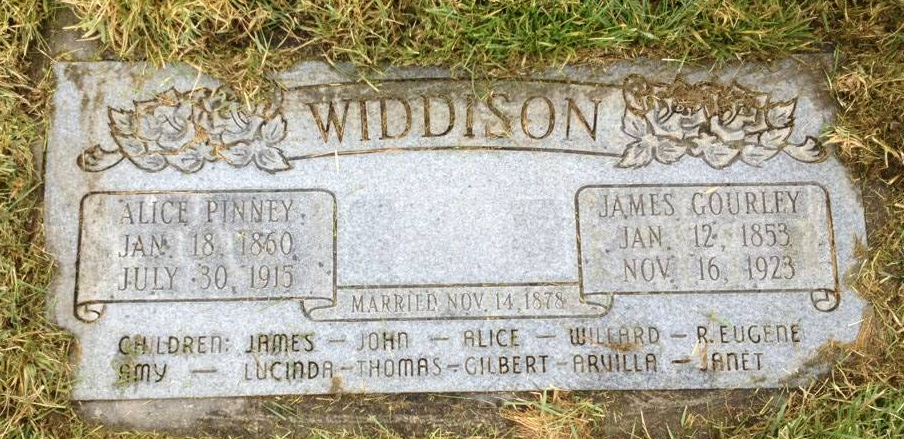 WIDDISON
ALICE PINNEY
JAN. 18, 1860
JULY 30, 1915
JAMES GOURLEY
JAN. 12, 1853
NOV. 16, 1923
MARRIED NOV. 14, 1878
CHILDREN: JAMES — JOHN — ALICE — WILLARD — R. EUGENE
AMY — LUCINDA - THOMAS - GILBERT - ARVILLA — JANET